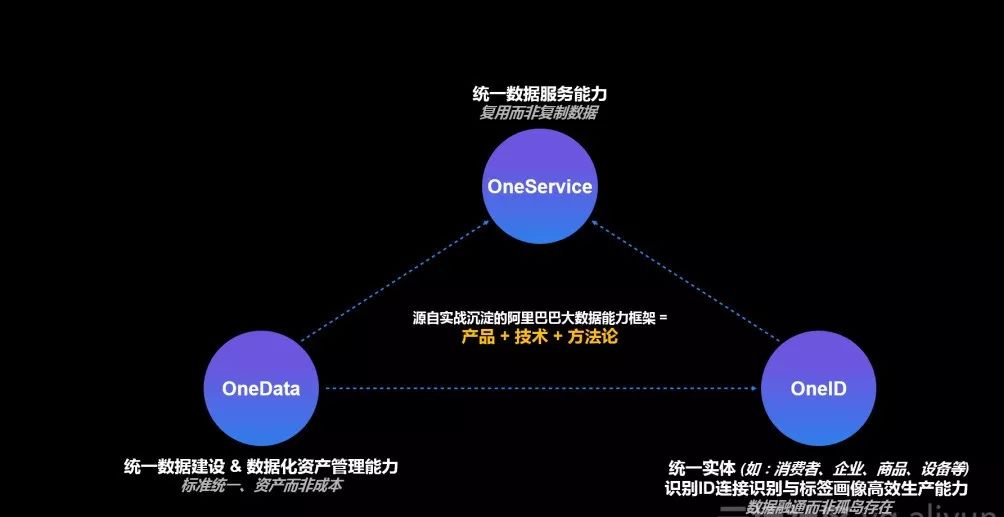 统一数据服务能力
复用而非复制数据
OneService
源自实战沉淀的阿里巴巴大数据能力框架 =
产品 + 技术 + 方法论
OneData
OneID
统一数据建设 & 数据化资产管理能力
标准统一、资产而非成本
统一实体 (如：消费者、企业、商品、设备等)
识别ID连接识别与标签画像高效生产能力
数据融通而非孤岛存在
aliyun